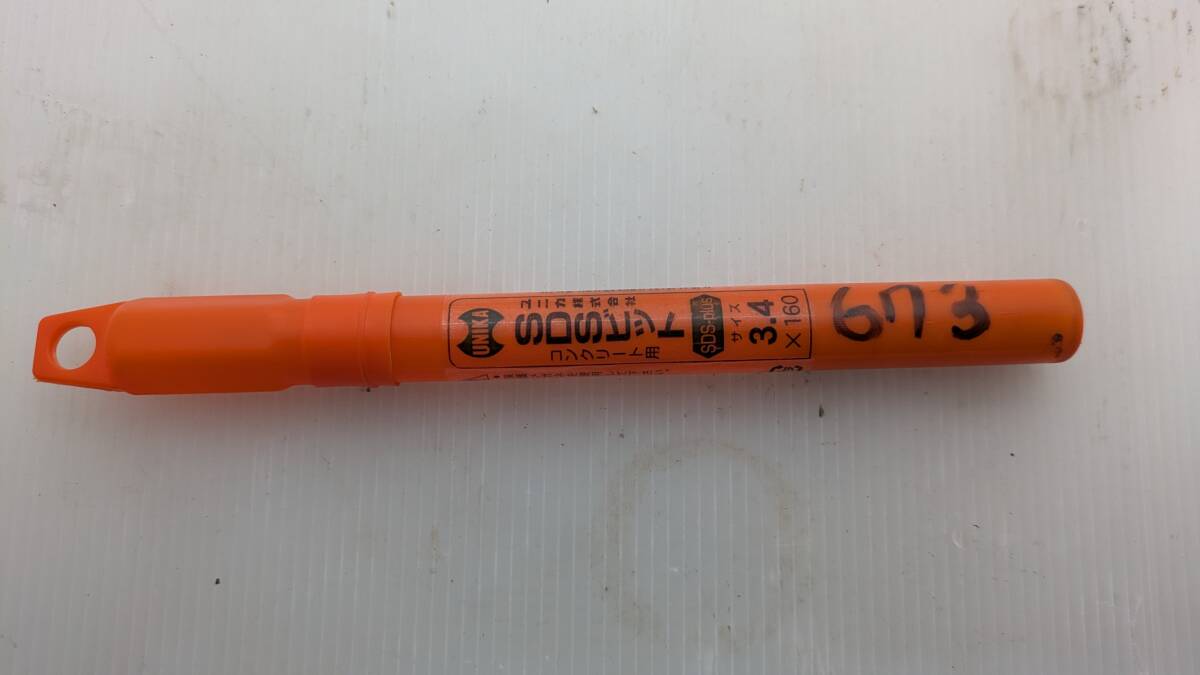 UNIKA
ユニカ株式会社
SDSビット
コンクリート用
SDS-plus
サイズ
3.4
×160
67